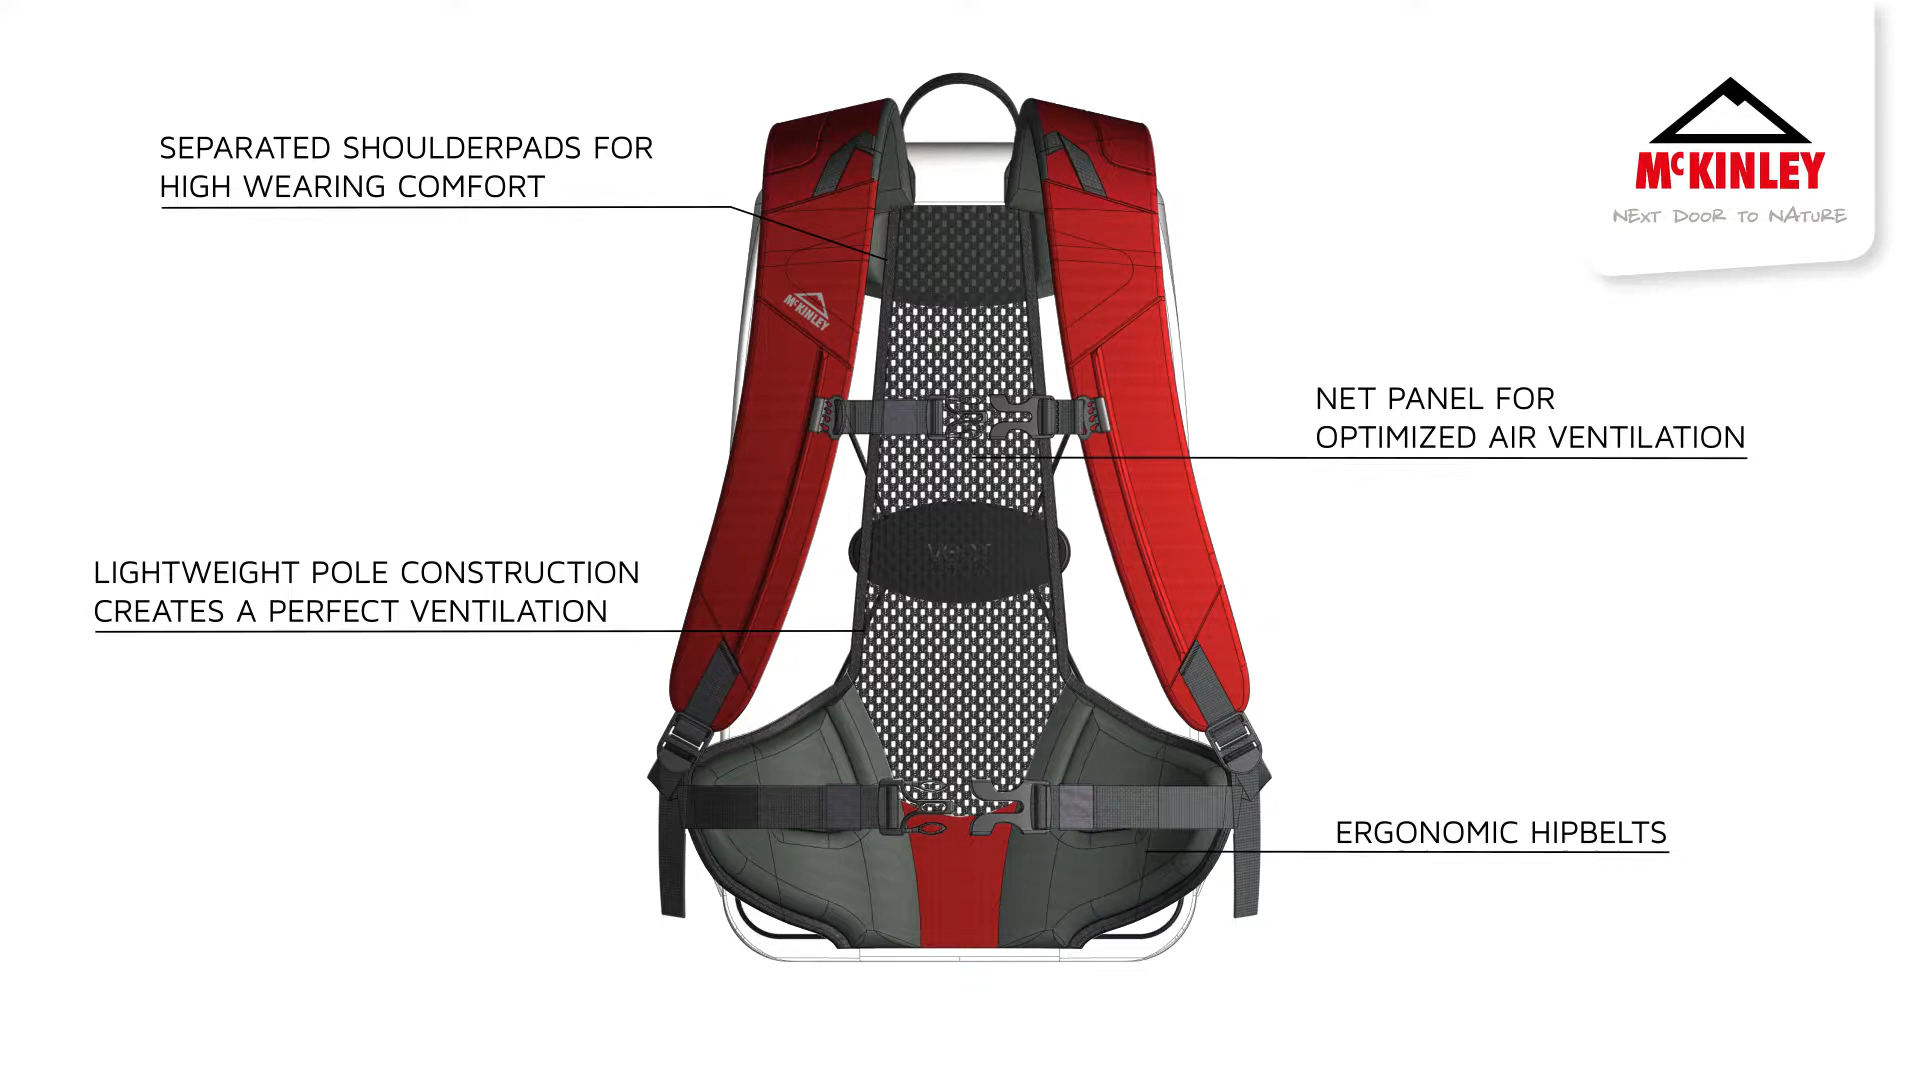 SEPARATED SHOULDERPADS FOR
HIGH WEARING COMFORT
McKINLEY
NEXT DOOR TO NATURE
McKINLEY
NET PANEL FOR
OPTIMIZED AIR VENTILATION
LIGHTWEIGHT POLE CONSTRUCTION
CREATES A PERFECT VENTILATION
ERGONOMIC HIPBELTS